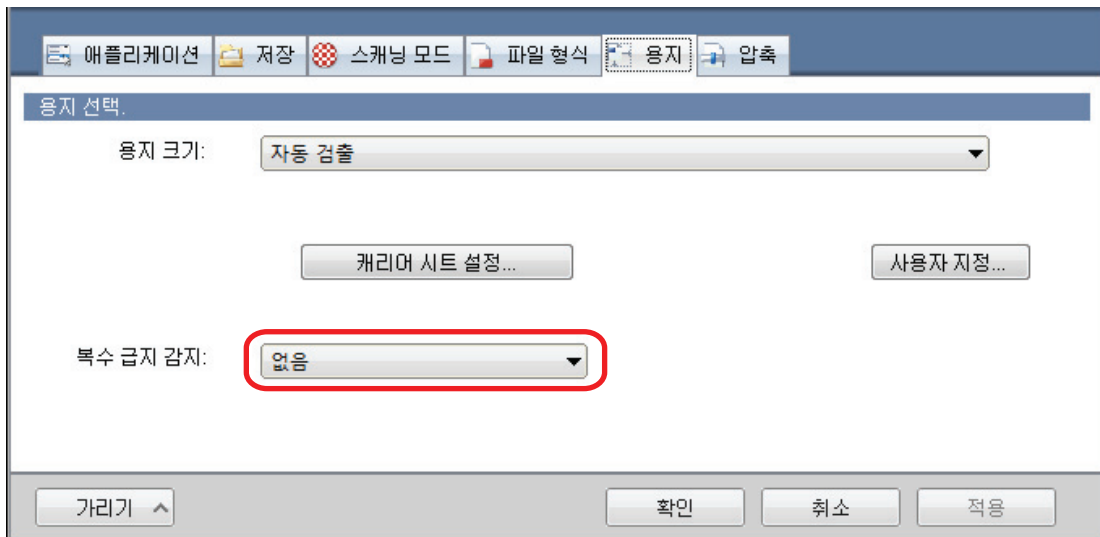 애플리케이션 저장 스캐닝 모드 파일 형식 용지 압축
용지 선택.
용지 크기: 자동 검출
캐리어 시트 설정... 사용자 지정...
복수 급지 감지: 없음
가리기 확인 취소 적용